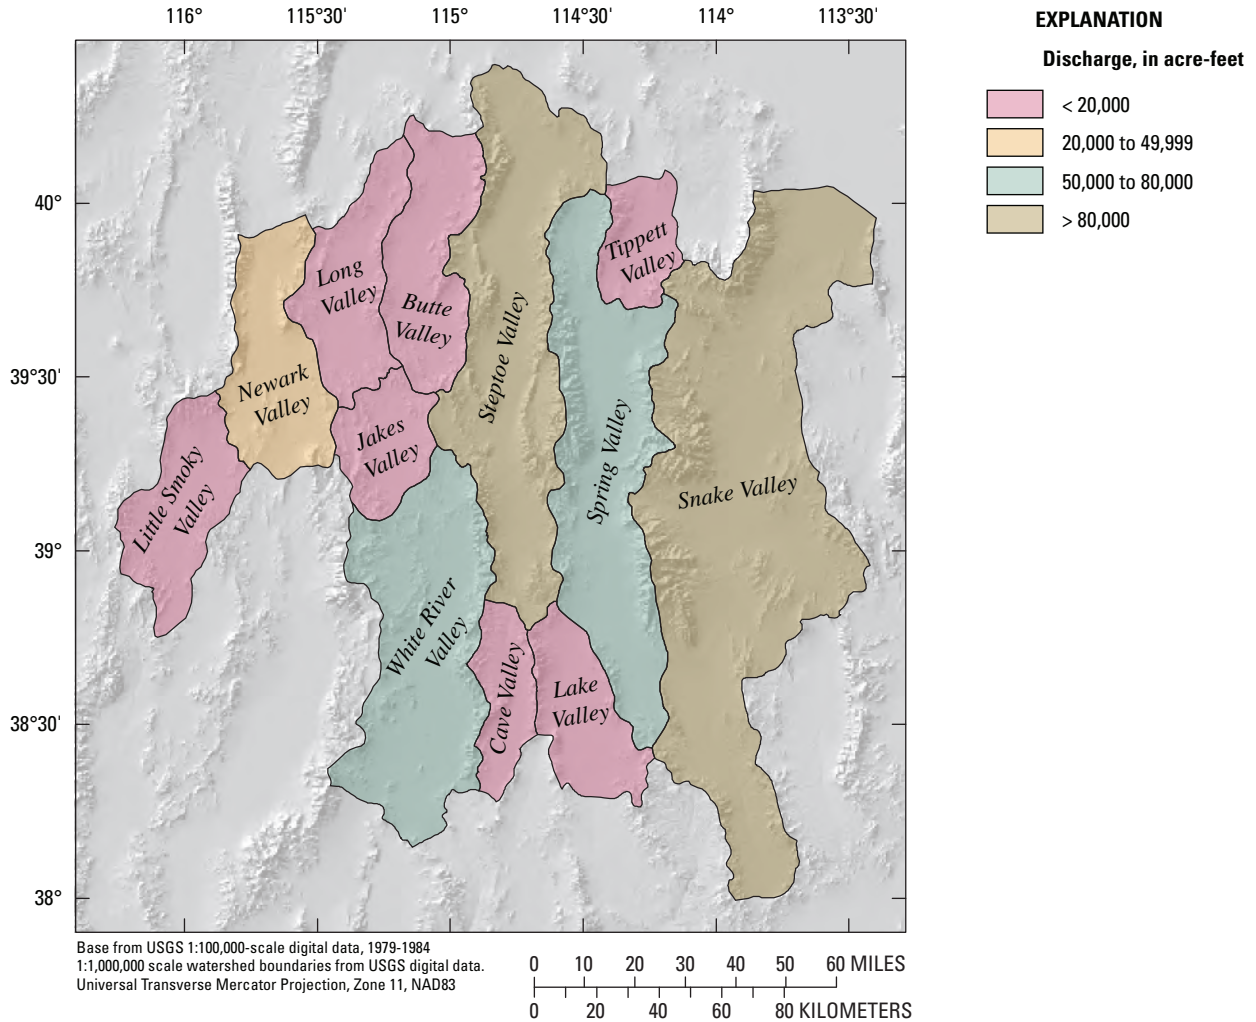 116°
115°30'
115°
114°30'
114°
113°30'
EXPLANATION
Discharge, in acre-feet
< 20,000
20,000 to 49,999
50,000 to 80,000
> 80,000
40°
39°30'
39°
38°30'
38°
Tippett
Valley
Long
Valley
Butte
Valley
Steptoe Valley
Newark
Valley
Jakes
Valley
Spring Valley
Snake Valley
Little Smoky
Valley
White River
Valley
Cave Valley
Lake
Valley
Base from USGS 1:100,000-scale digital data, 1979-1984
1:1,000,000 scale watershed boundaries from USGS digital data.
Universal Transverse Mercator Projection, Zone 11, NAD83
0 10 20 30 40 50 60 MILES
0 20 40 60 80 KILOMETERS